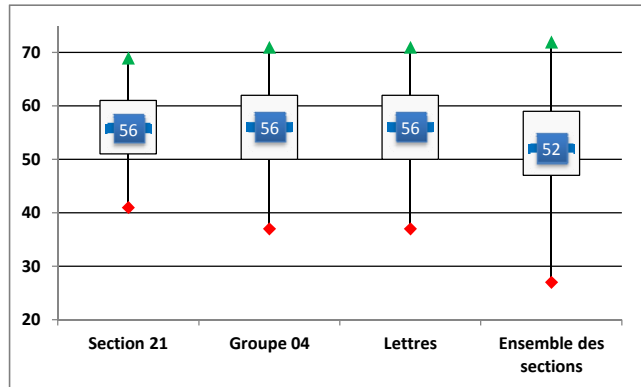 70
60
50
40
30
20
56
56
56
52
Section 21
Groupe 04
Lettres
Ensemble des
sections